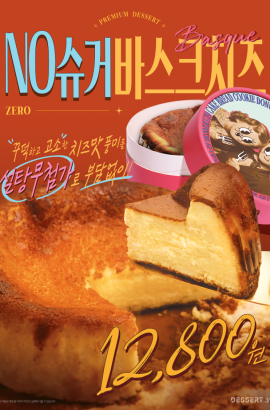 PREMIUM DESSERT
Basque
NO슈거바스크치즈
ZERO
꾸덕하고 고소한 치즈맛 풍미를
설탕무첨가로 부담없이!
12,800원
DESSERT.